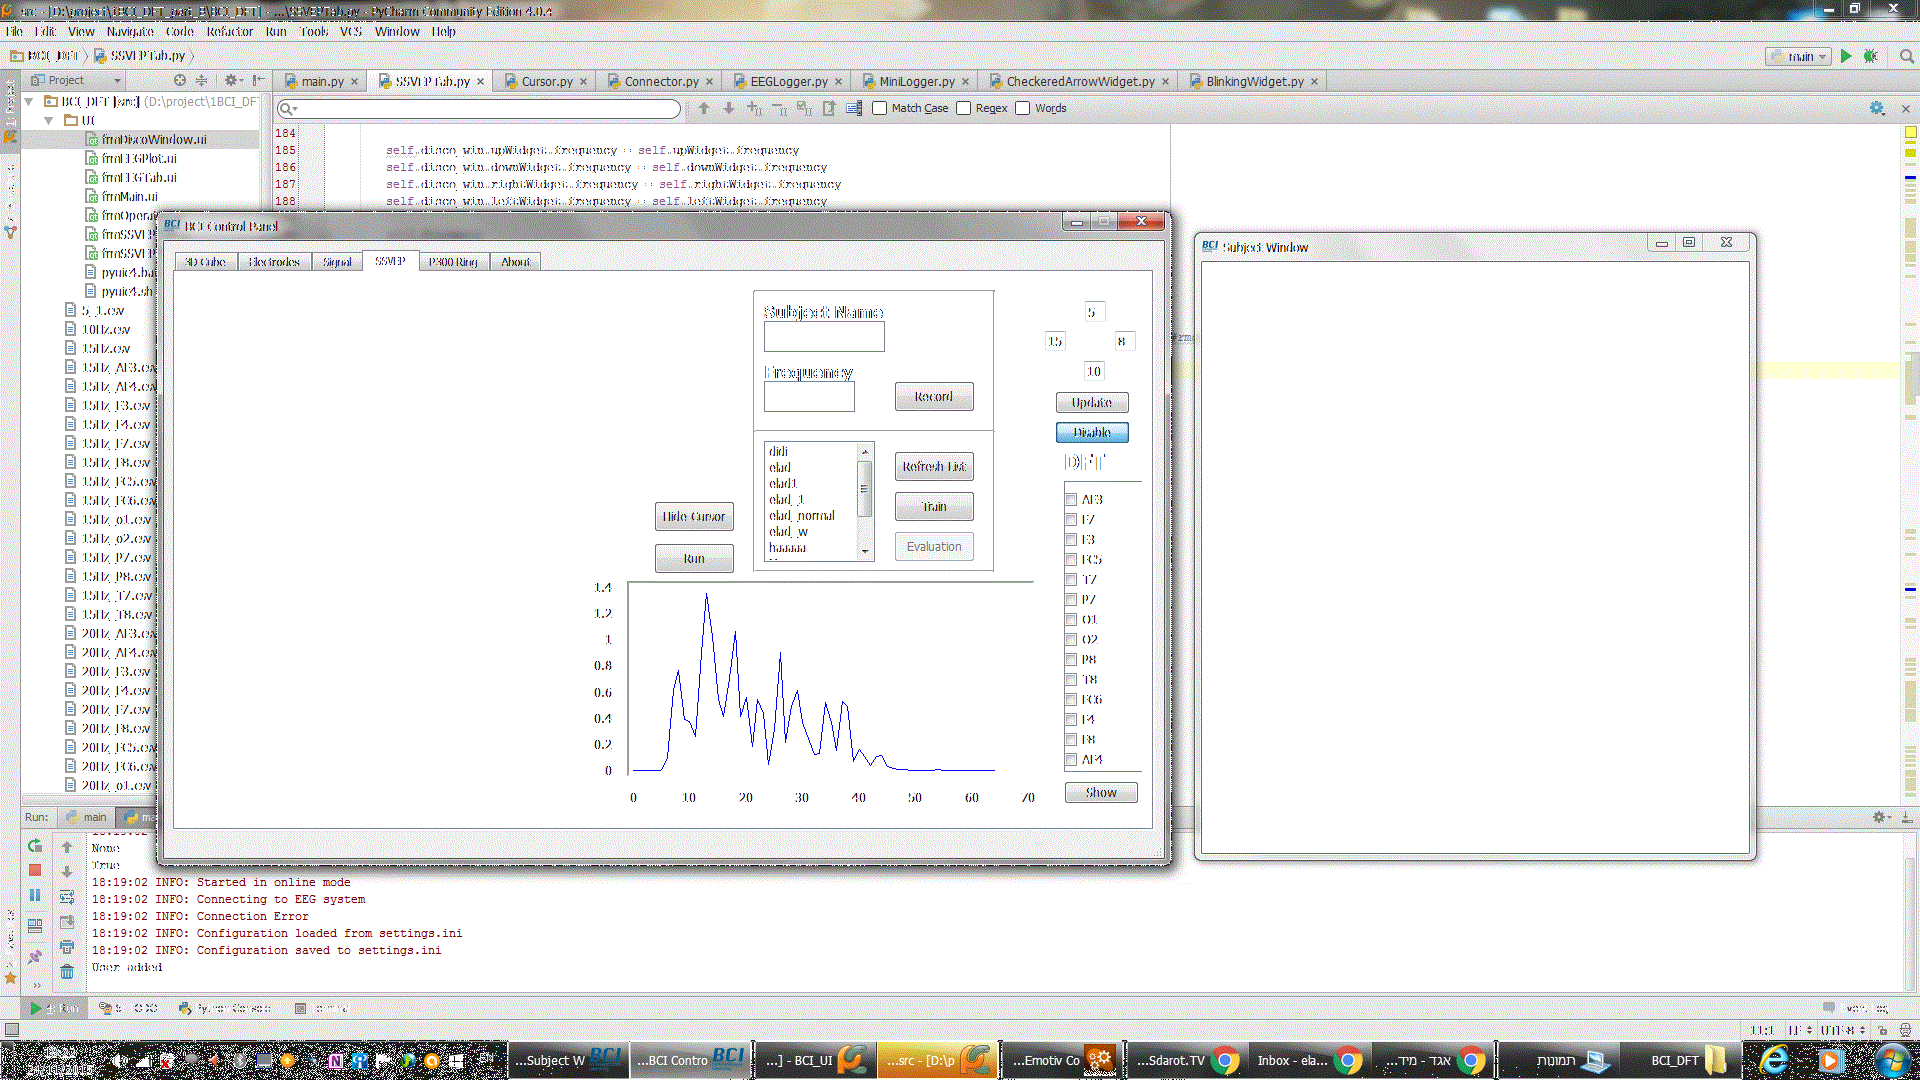 src - [D:\project\1BCI_DFT_part_B\BCI_DFT] - ...\SSVEPTab.py - PyCharm Community Edition 4.0.4
File Edit View Navigate Code Refactor Run Tools VCS Window Help
BCI_DFT SSVEPTab.py main
Project main.py SSVEPTab.py Cursor.py Connector.py EEGLogger.py MiniLogger.py CheckeredArrowWidget.py BlinkingWidget.py
BCI_DFT [src] (D:\project\1BCI_DFT
Match Case Regex Words
UI
frmDiscoWindow.ui
frmEEGPlot.ui
frmEEGTab.ui
frmMain.ui
frmOpera
frmSSVEP
frmSSVEP
pyuic4.ba
pyuic4.sh
5_1.csv
10Hz.csv
15Hz.csv
15Hz_AF3.csv
15Hz_AF4.csv
15Hz_F3.csv
15Hz_F4.csv
15Hz_F7.csv
15Hz_F8.csv
15Hz_FC5.csv
15Hz_FC6.csv
15Hz_o1.csv
15Hz_o2.csv
15Hz_P7.csv
15Hz_P8.csv
15Hz_T7.csv
15Hz_T8.csv
20Hz_AF3.csv
20Hz_AF4.csv
20Hz_F3.csv
20Hz_F4.csv
20Hz_F7.csv
20Hz_F8.csv
20Hz_FC5.csv
20Hz_FC6.csv
20Hz_o1.csv
184
185 self.disco_win.upWidget.frequency = self.upWidget.frequency
186 self.disco_win.downWidget.frequency = self.downWidget.frequency
187 self.disco_win.rightWidget.frequency = self.rightWidget.frequency
188 self.disco_win.leftWidget.frequency = self.leftWidget.frequency
BCI BCI Control Panel
3D Cube Electrodes Signal SSVEP P300 Ring About
Subject Name
Frequency
Record
didi
elad
elad1
elad_1
elad_normal
elad_w
haaaaa
Refresh List
Train
Evaluation
Hide Cursor
Run
5
15 8
10
Update
Disable
DFT
AF3
F7
F3
FC5
T7
P7
O1
O2
P8
T8
FC6
F4
F8
AF4
Show
1.4
1.2
1
0.8
0.6
0.4
0.2
0
0 10 20 30 40 50 60 70
BCI Subject Window
Run: main
None
True
18:19:02 INFO: Started in online mode
18:19:02 INFO: Connecting to EEG system
18:19:02 INFO: Connection Error
18:19:02 INFO: Configuration loaded from settings.ini
18:19:02 INFO: Configuration saved to settings.ini
User added
11:1 LF UTF-8
...Subject W BCI
...BCI Contro BCI
...] - BCI_UI
...src - [D:\p
...Emotiv Co
...Sdarot.TV
Inbox - ela...
אגד - מיד...
תמונות
BCI_DFT